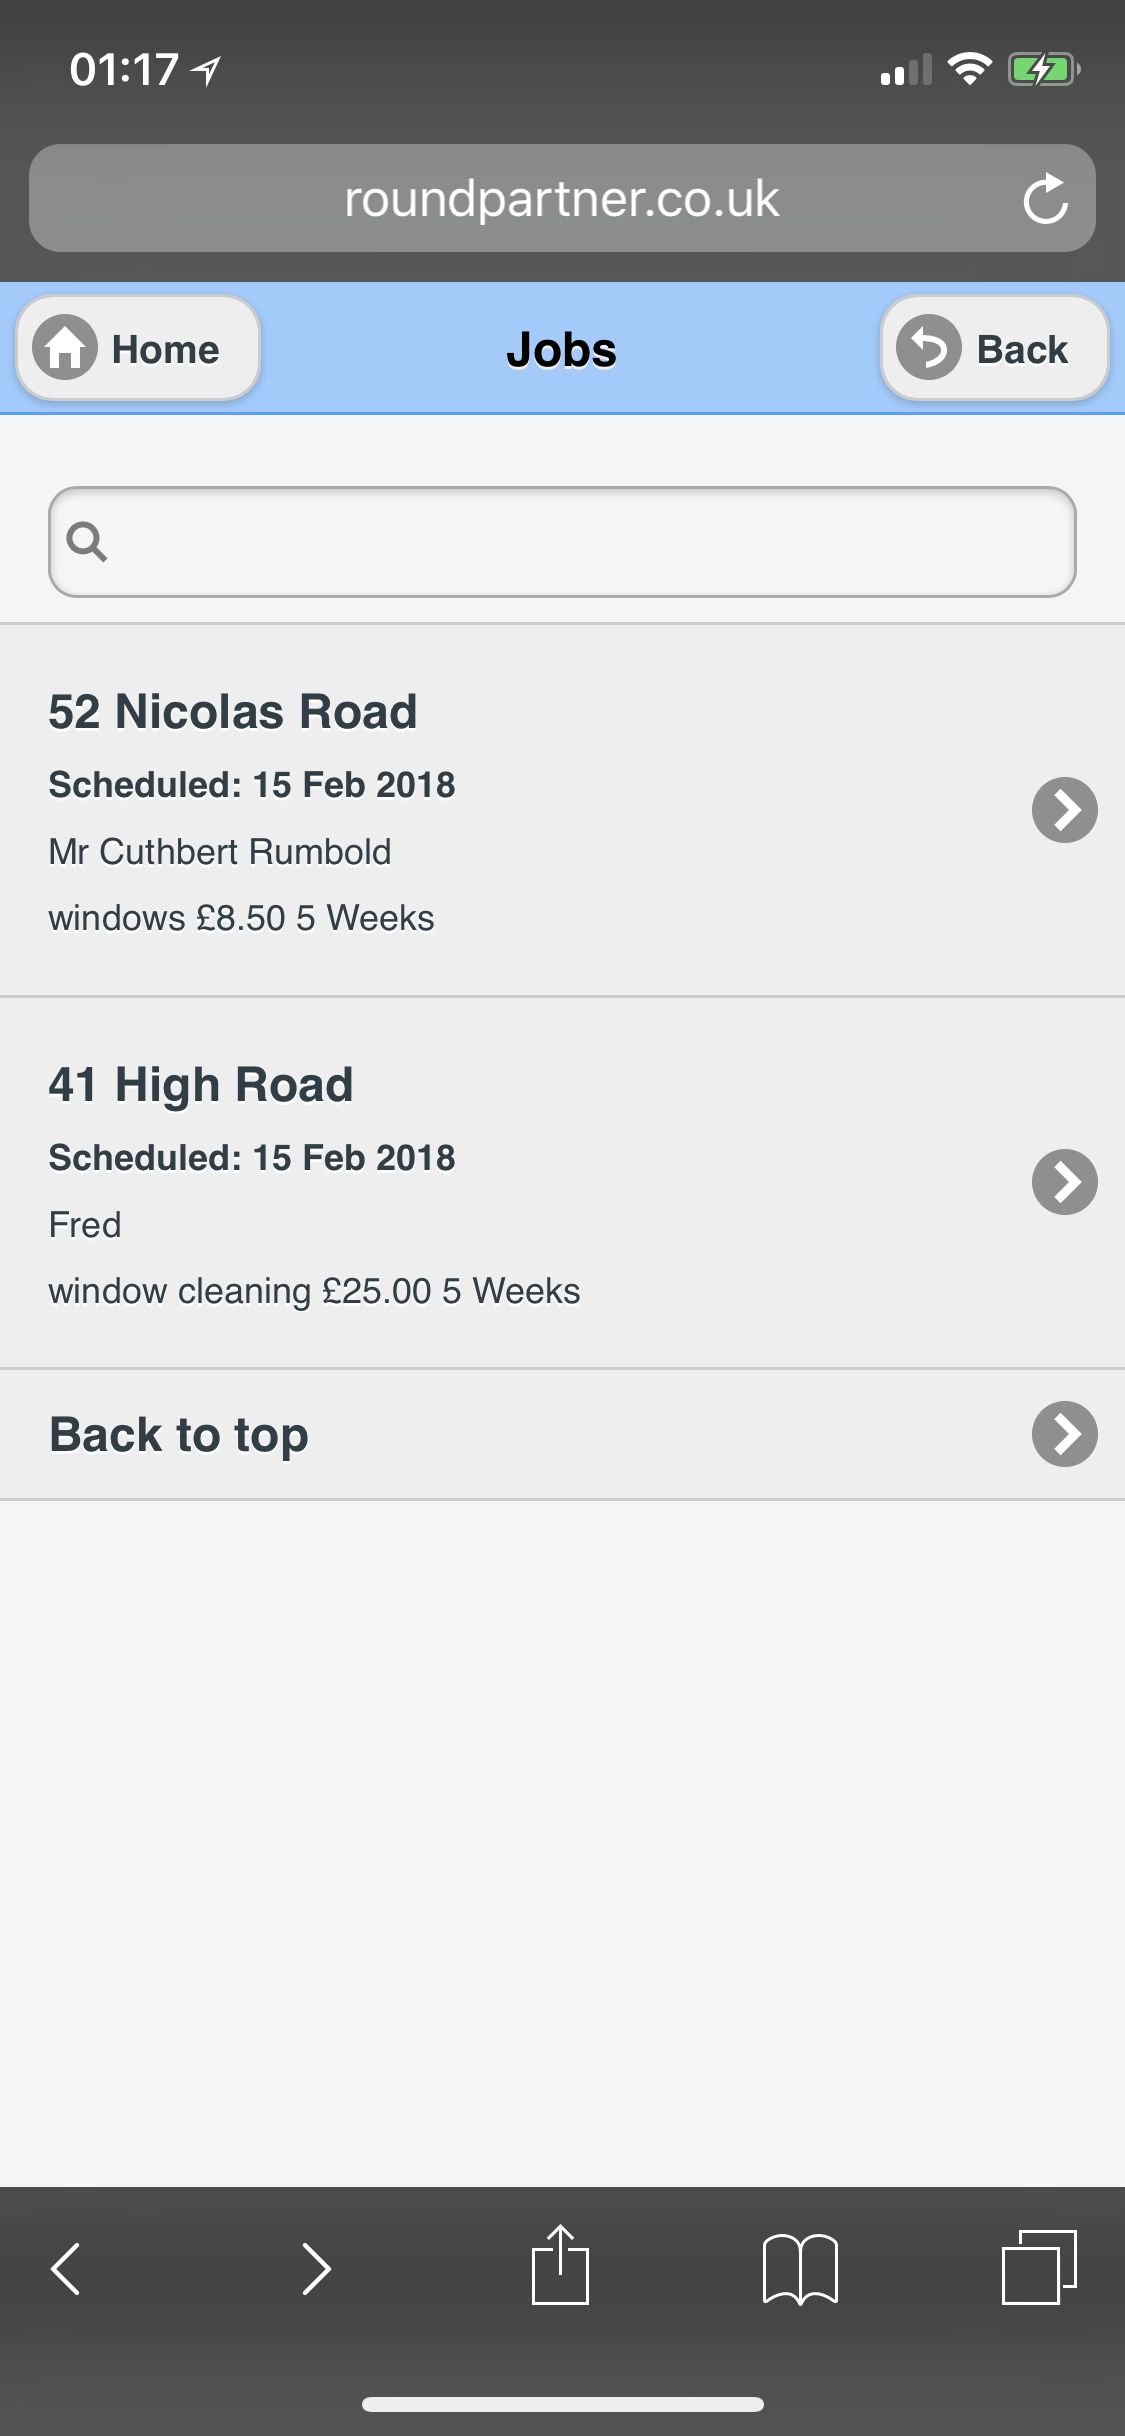 01:17
roundpartner.co.uk
Home
Jobs
Back
52 Nicolas Road
Scheduled: 15 Feb 2018
Mr Cuthbert Rumbold
windows £8.50 5 Weeks
41 High Road
Scheduled: 15 Feb 2018
Fred
window cleaning £25.00 5 Weeks
Back to top